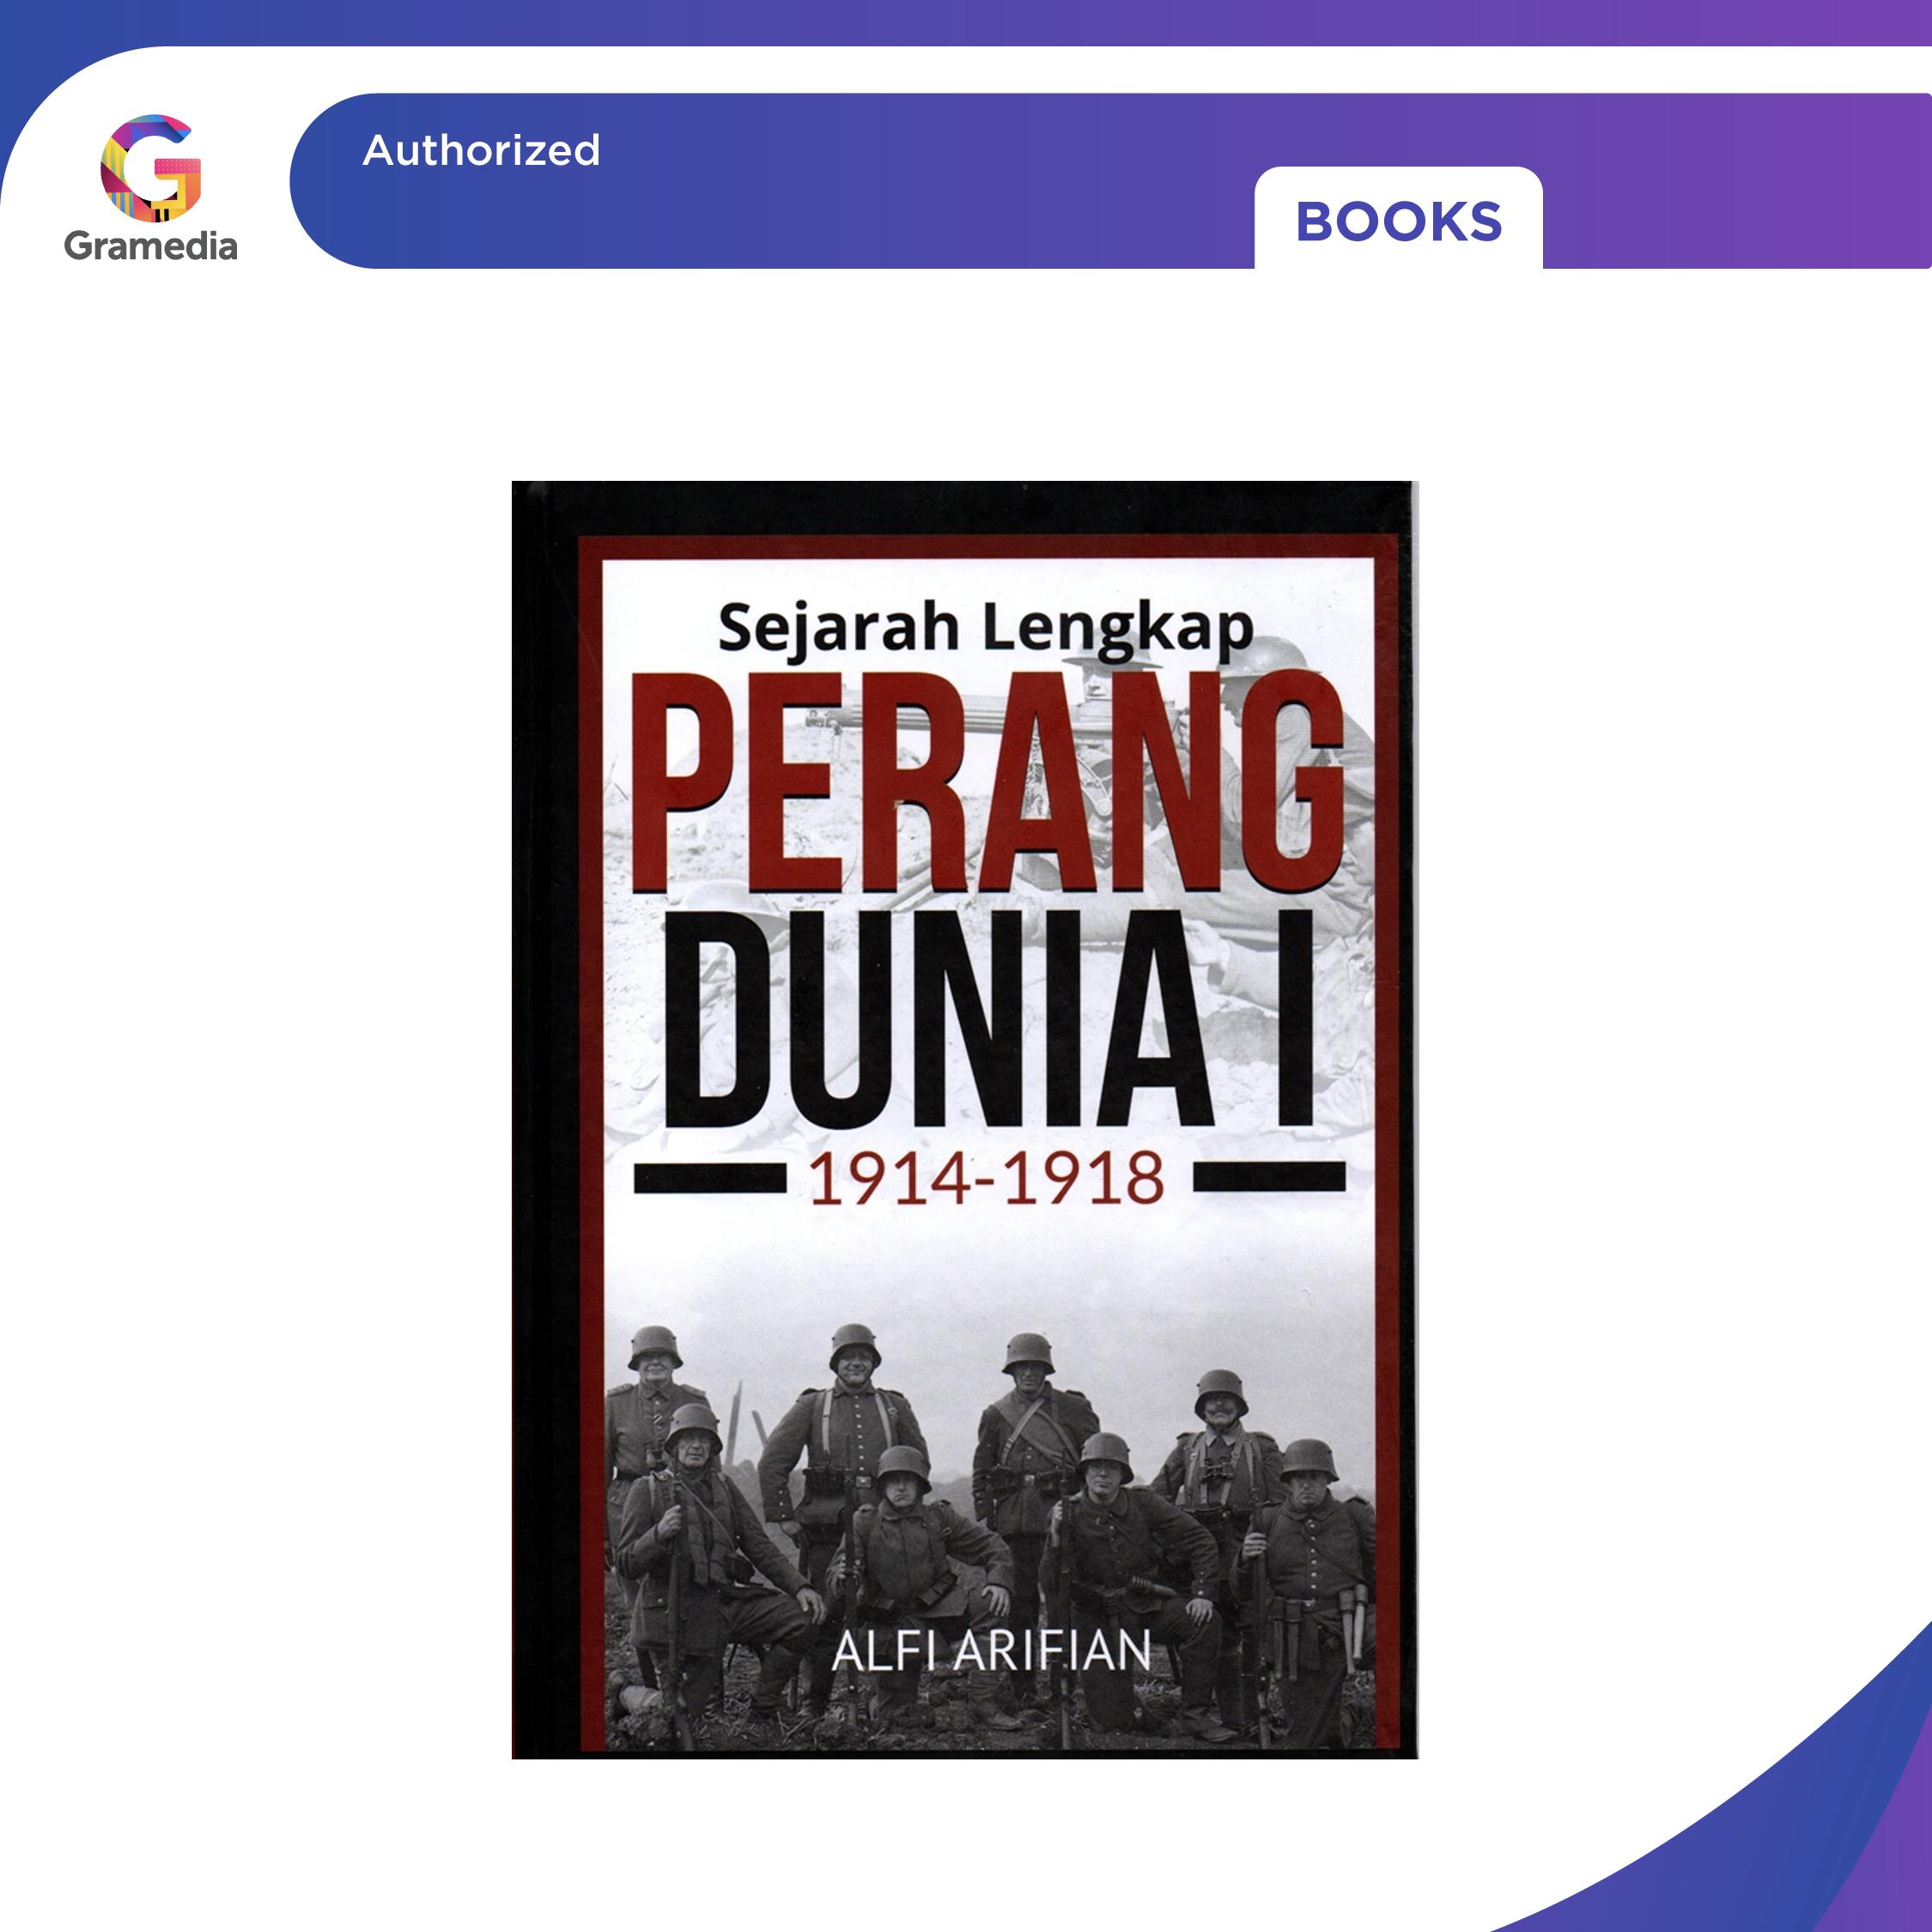 Gramedia
Authorized
BOOKS
Sejarah Lengkap
PERANG
DUNIA I
1914-1918
ALFI ARIFIAN